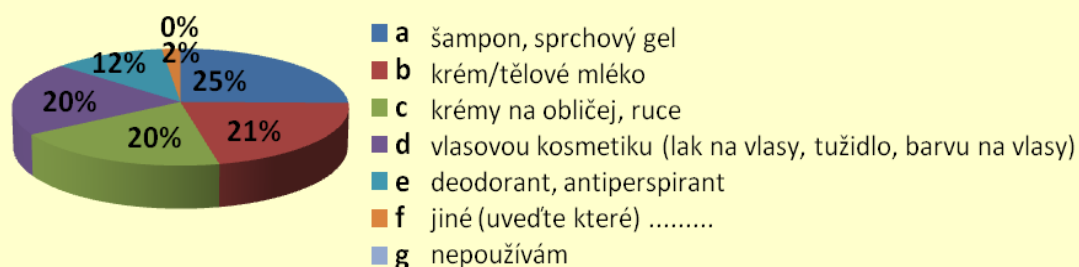 0%
2%
12%
25%
20%
20%
21%
a šampon, sprchový gel
b krém/tělové mléko
c krémy na obličej, ruce
d vlasovou kosmetiku (lak na vlasy, tužidlo, barvu na vlasy)
e deodorant, antiperspirant
f jiné (uveďte které) .........
g nepoužívám